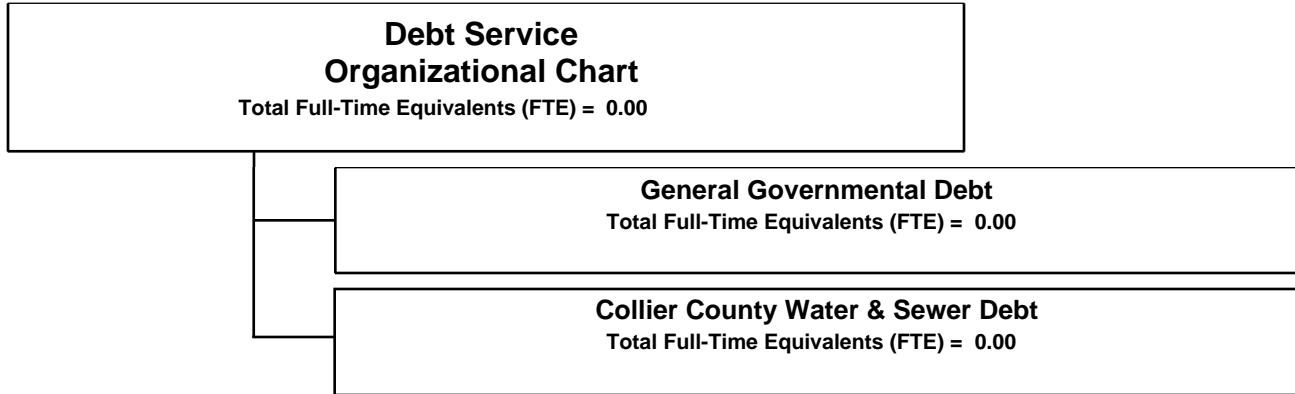 Debt Service
Organizational Chart
Total Full-Time Equivalents (FTE) = 0.00
General Governmental Debt
Total Full-Time Equivalents (FTE) = 0.00
Collier County Water & Sewer Debt
Total Full-Time Equivalents (FTE) = 0.00